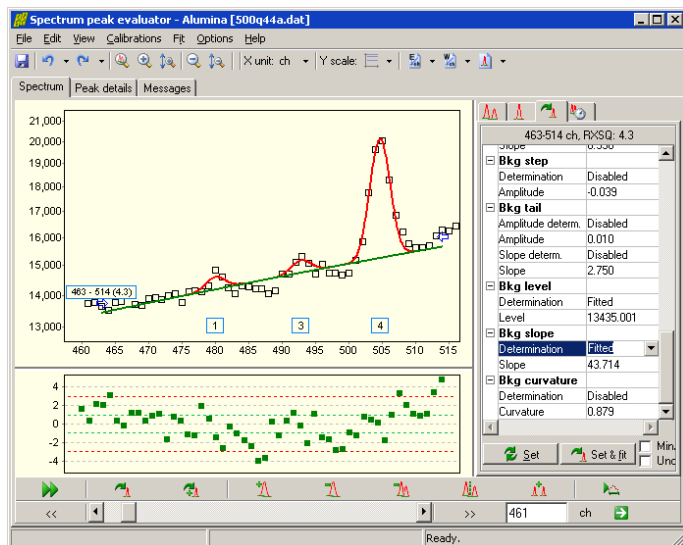 Spectrum peak evaluator - Alumina [500q44a.dat]
File Edit View Calibrations Fit Options Help
X unit: ch Y scale:
Spectrum Peak details Messages
21,000
20,000
19,000
18,000
17,000
16,000
15,000
14,000
13,000
463 - 514 (4.3)
1 3 4
460 465 470 475 480 485 490 495 500 505 510 515
4
2
0
-2
-4
463-514 ch, RXSQ: 4.3
Slope
Bkg step
Determination Disabled
Amplitude -0.039
Bkg tail
Amplitude determ. Disabled
Amplitude 0.010
Slope determ. Disabled
Slope 2.750
Bkg level
Determination Fitted
Level 13435.001
Bkg slope
Determination Fitted
Slope 43.714
Bkg curvature
Determination Disabled
Curvature 0.879
Set Set & fit Min.
Unc
<< >> 461 ch
Ready.